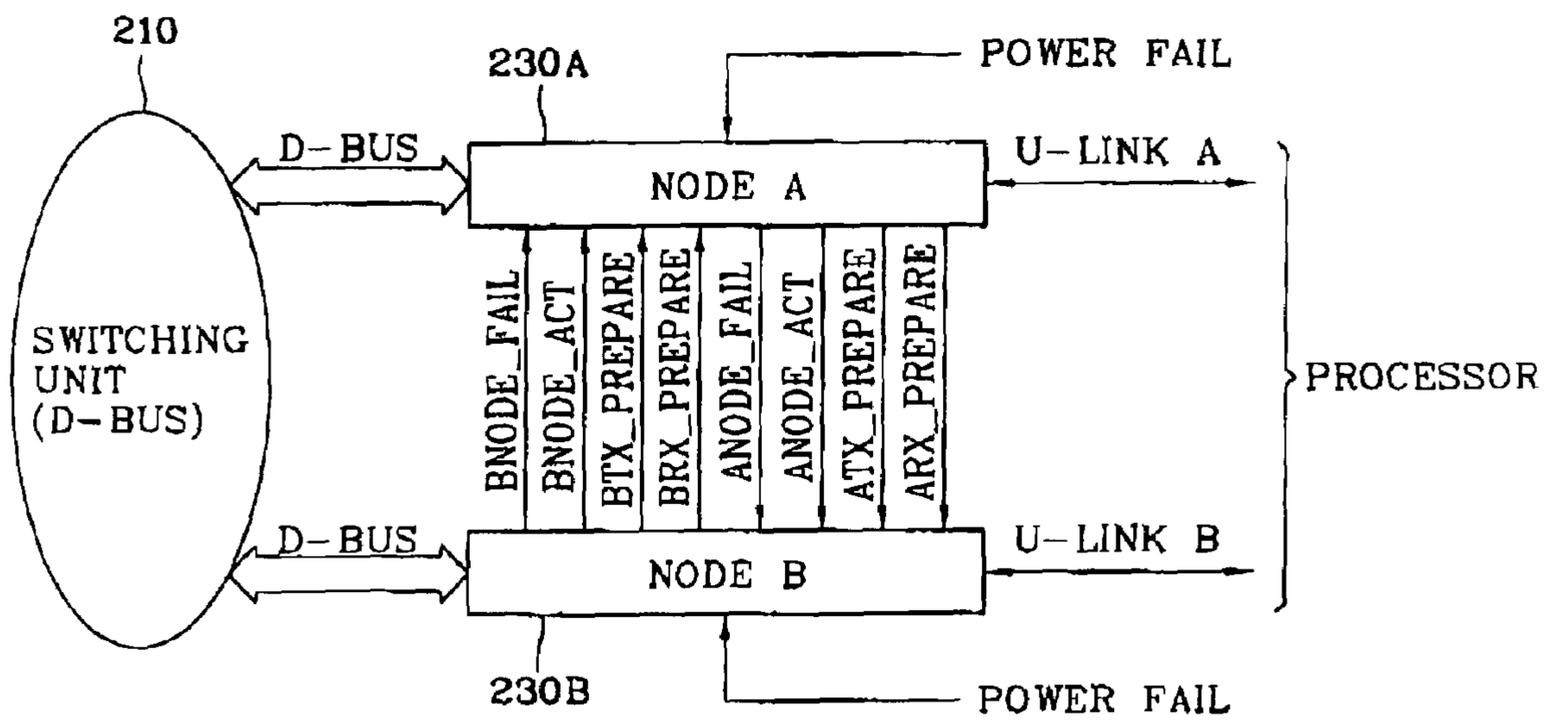 210
230A
POWER FAIL
D-BUS
NODE A
U-LINK A
BNODE_FAIL
BNODE_ACT
BTX_PREPARE
BRX_PREPARE
ANODE_FAIL
ANODE_ACT
ATX_PREPARE
ARX_PREPARE
SWITCHING
UNIT
(D-BUS)
PROCESSOR
D-BUS
NODE B
U-LINK B
230B
POWER FAIL